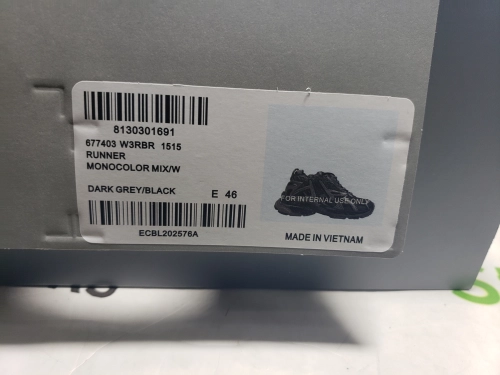 8130301691
677403 W3RBR 1515
RUNNER
MONOCOLOR MIX/W
DARK GREY/BLACK E 46
FOR INTERNAL USE ONLY
ECBL202576A
MADE IN VIETNAM